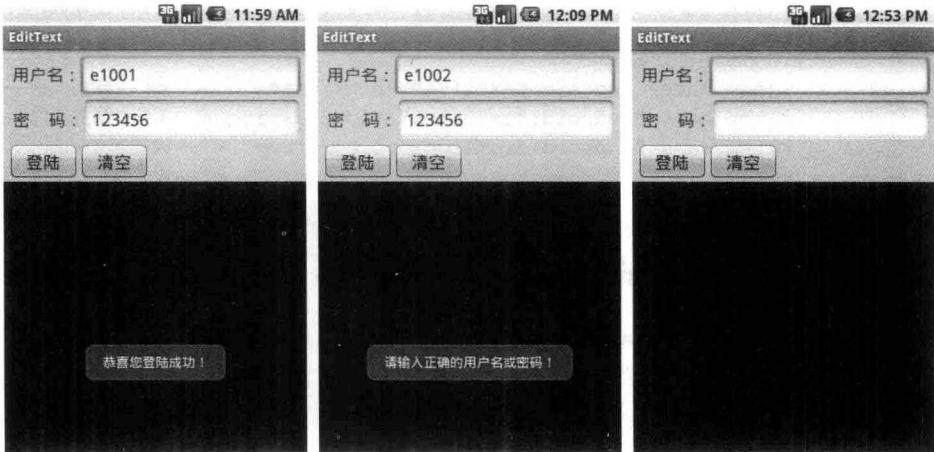 3G 11:59 AM
EditText
用户名：e1001
密 码：123456
登陆 清空
恭喜您登陆成功！
3G 12:09 PM
EditText
用户名：e1002
密 码：123456
登陆 清空
请输入正确的用户名或密码！
3G 12:53 PM
EditText
用户名：
密 码：
登陆 清空